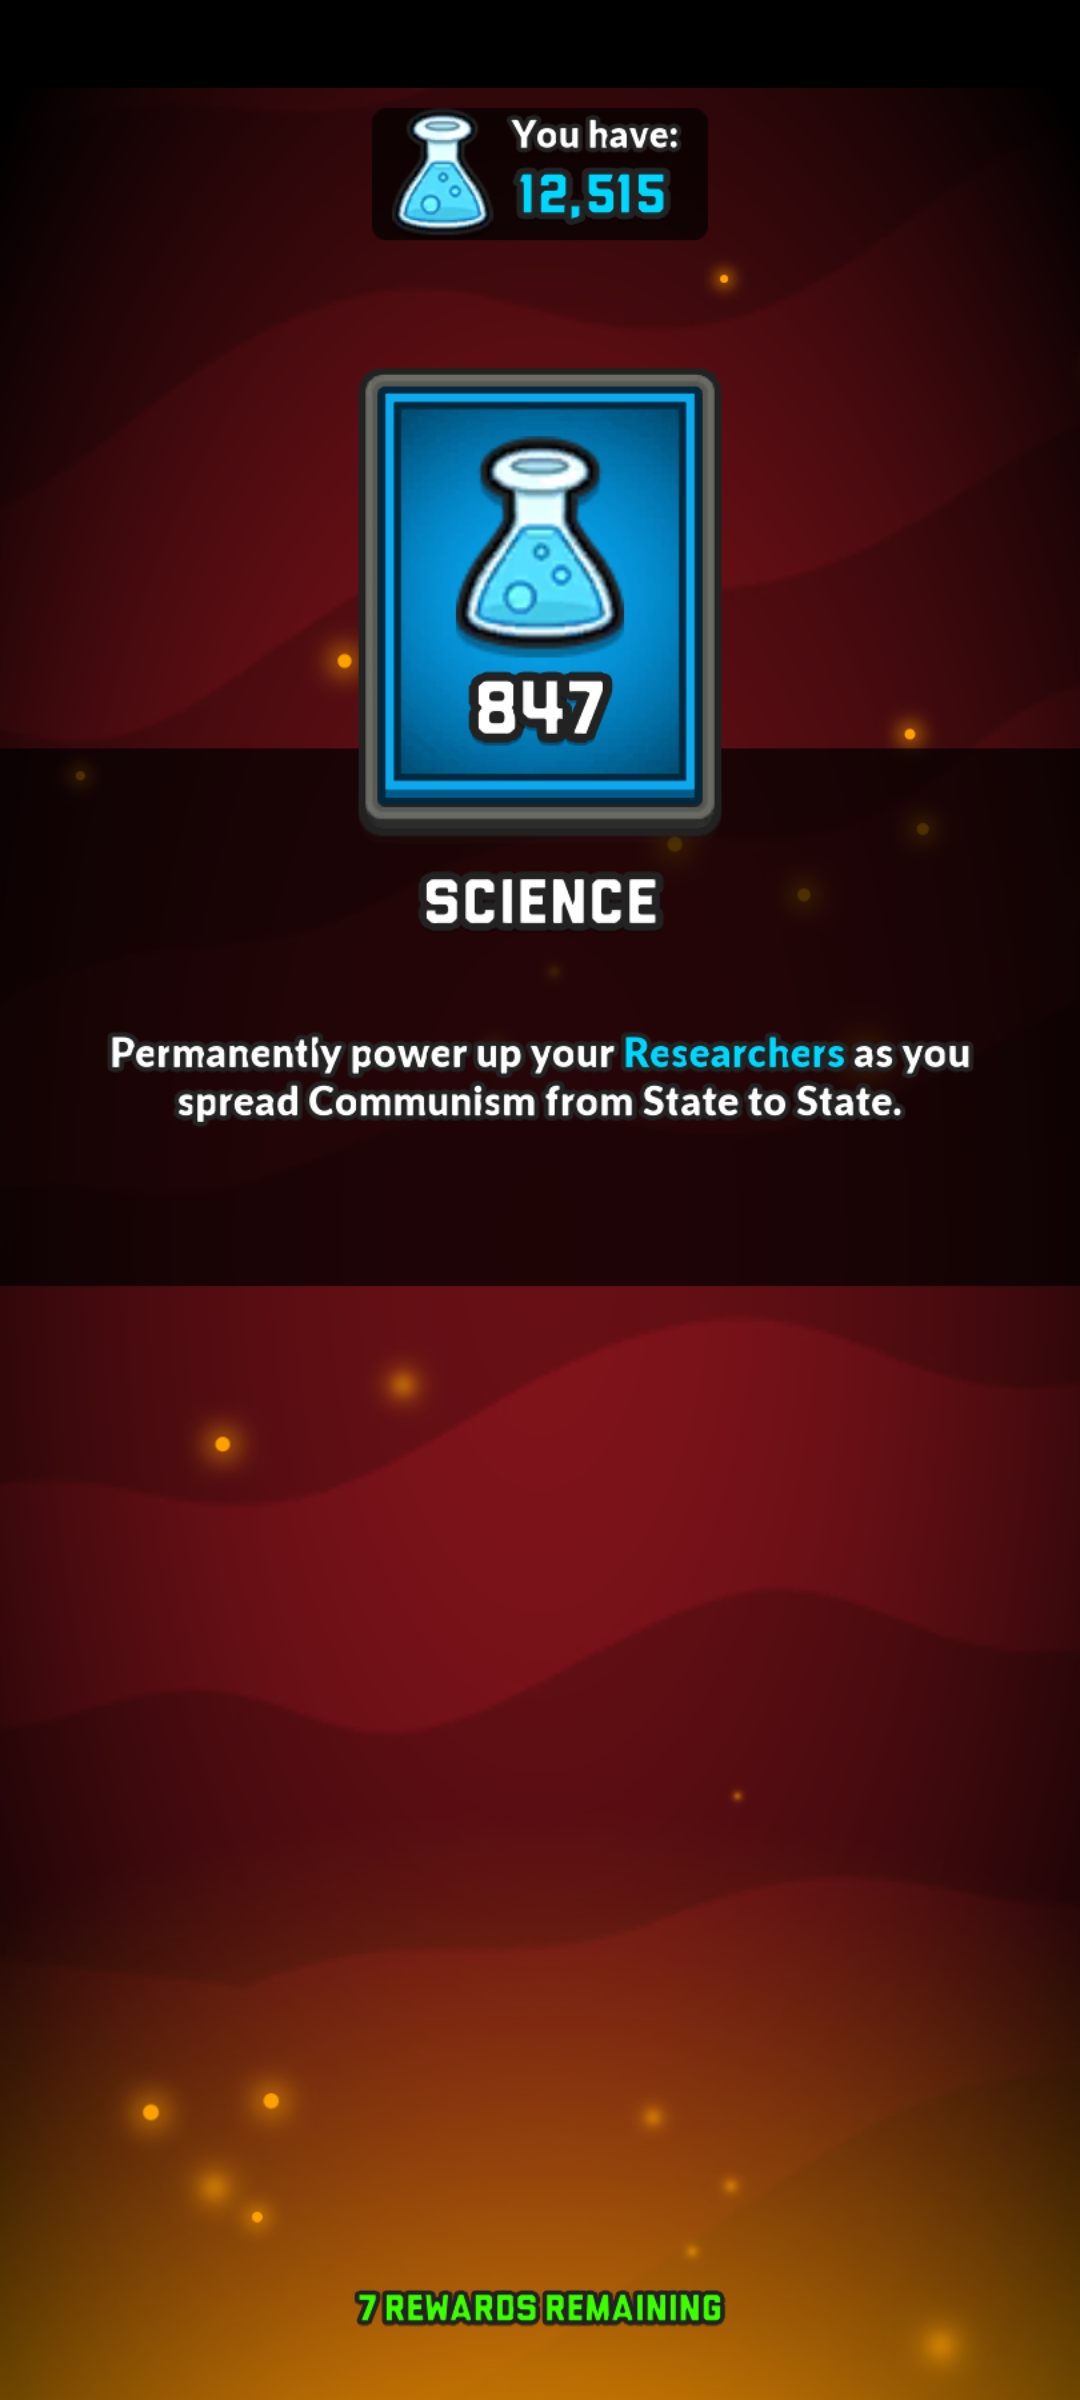 You have:
12,515
847
SCIENCE
Permanently power up your Researchers as you
spread Communism from State to State.
7 REWARDS REMAINING